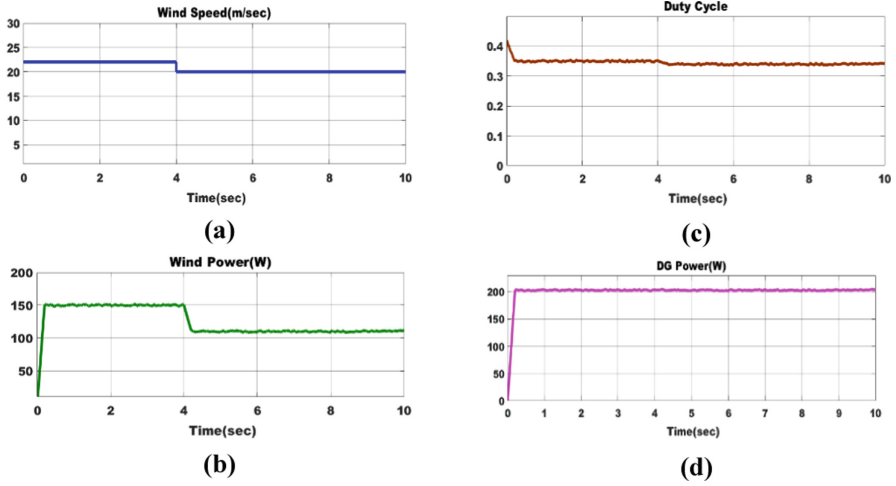 Wind Speed(m/sec)
30
25
20
15
10
5
0 2 4 6 8 10
Time(sec)
(a)
Duty Cycle
0.4
0.3
0.2
0.1
0
0 2 4 6 8 10
Time(sec)
(c)
Wind Power(W)
200
150
100
50
0 2 4 6 8 10
Time(sec)
(b)
DG Power(W)
200
150
100
50
0
0 1 2 3 4 5 6 7 8 9 10
Time(sec)
(d)